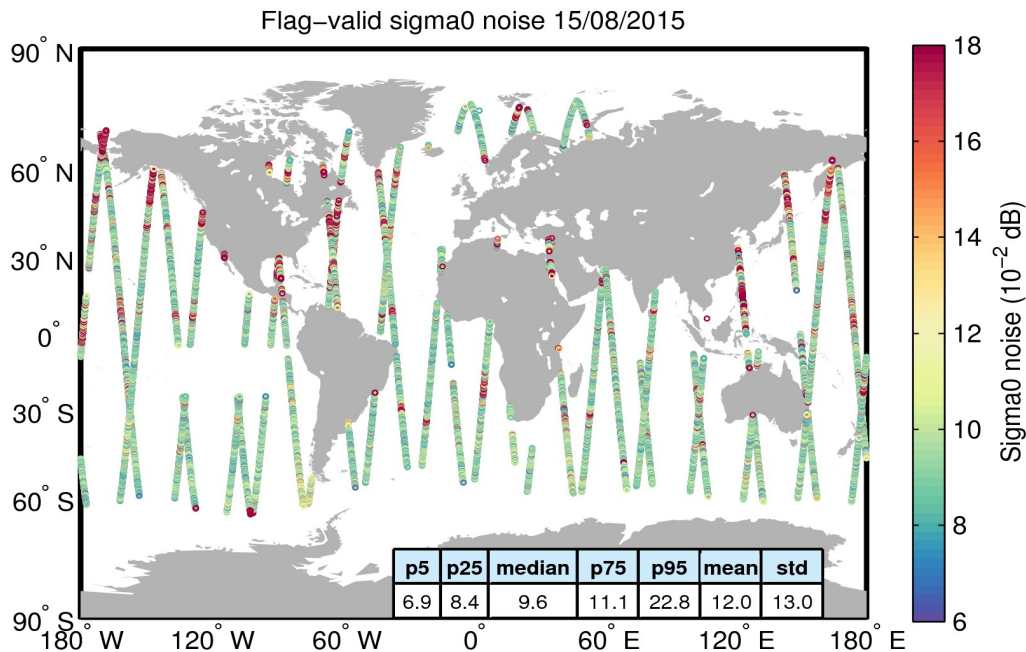 Flag−valid sigma0 noise 15/08/2015
90° N
60° N
30° N
0°
30° S
60° S
90° S
180° W
120° W
60° W
0°
60° E
120° E
180° E
p5 p25 median p75 p95 mean std
6.9 8.4 9.6 11.1 22.8 12.0 13.0
18
16
14
12
10
8
6
Sigma0 noise (10⁻² dB)